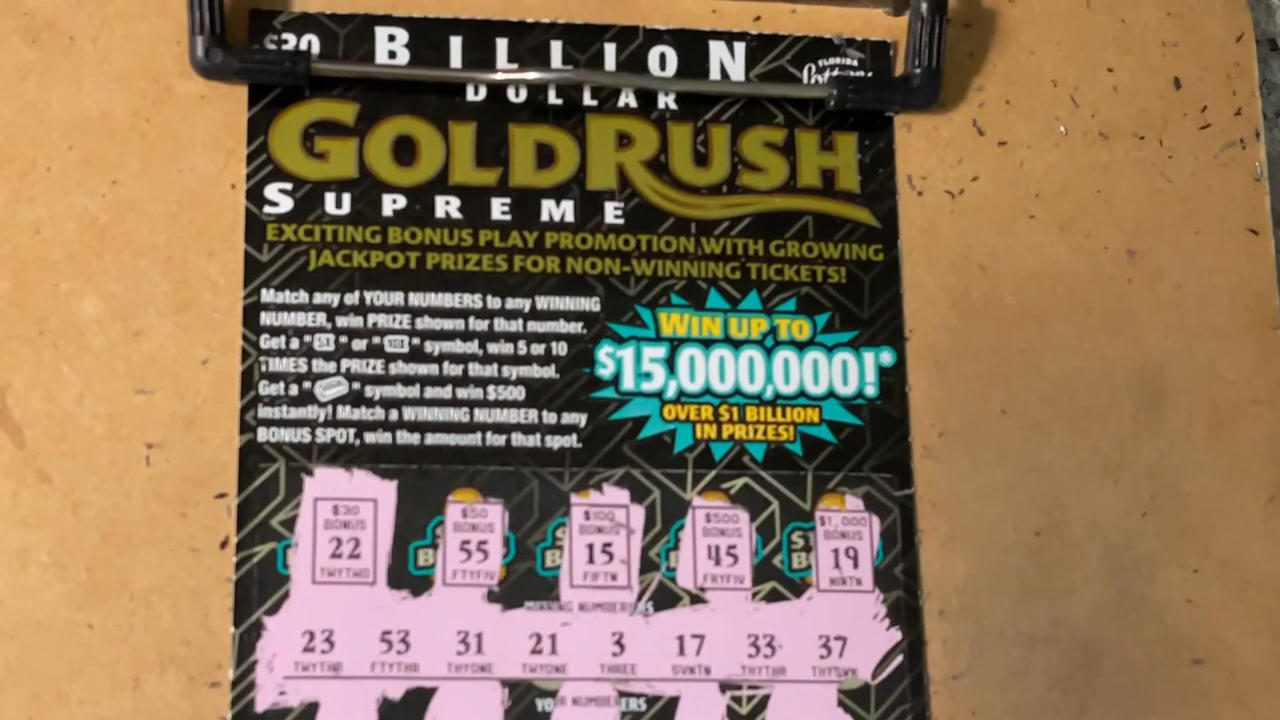 $30
BILLION
FLORIDA
Lottery
DOLLAR
GOLDRUSH
SUPREME
EXCITING BONUS PLAY PROMOTION WITH GROWING
JACKPOT PRIZES FOR NON-WINNING TICKETS!
Match any of YOUR NUMBERS to any WINNING
NUMBER, win PRIZE shown for that number.
Get a "5X" or "10X" symbol, win 5 or 10
TIMES the PRIZE shown for that symbol.
Get a " " symbol and win $500
instantly! Match a WINNING NUMBER to any
BONUS SPOT, win the amount for that spot.
WIN UP TO
$15,000,000!*
OVER $1 BILLION
IN PRIZES!
$30 $50 $100 $500 $1,000
BONUS BONUS BONUS BONUS BONUS
22 55 15 45 19
TWYTWO FTYFIV FIFTN FRYFIV NINTN
WINNING NUMBERS
23 53 31 21 3 17 33 37
TWYTHR FTYTHR THYONE TWYONE THREE SVNTN THYTHR THYSVN
YOUR NUMBERS